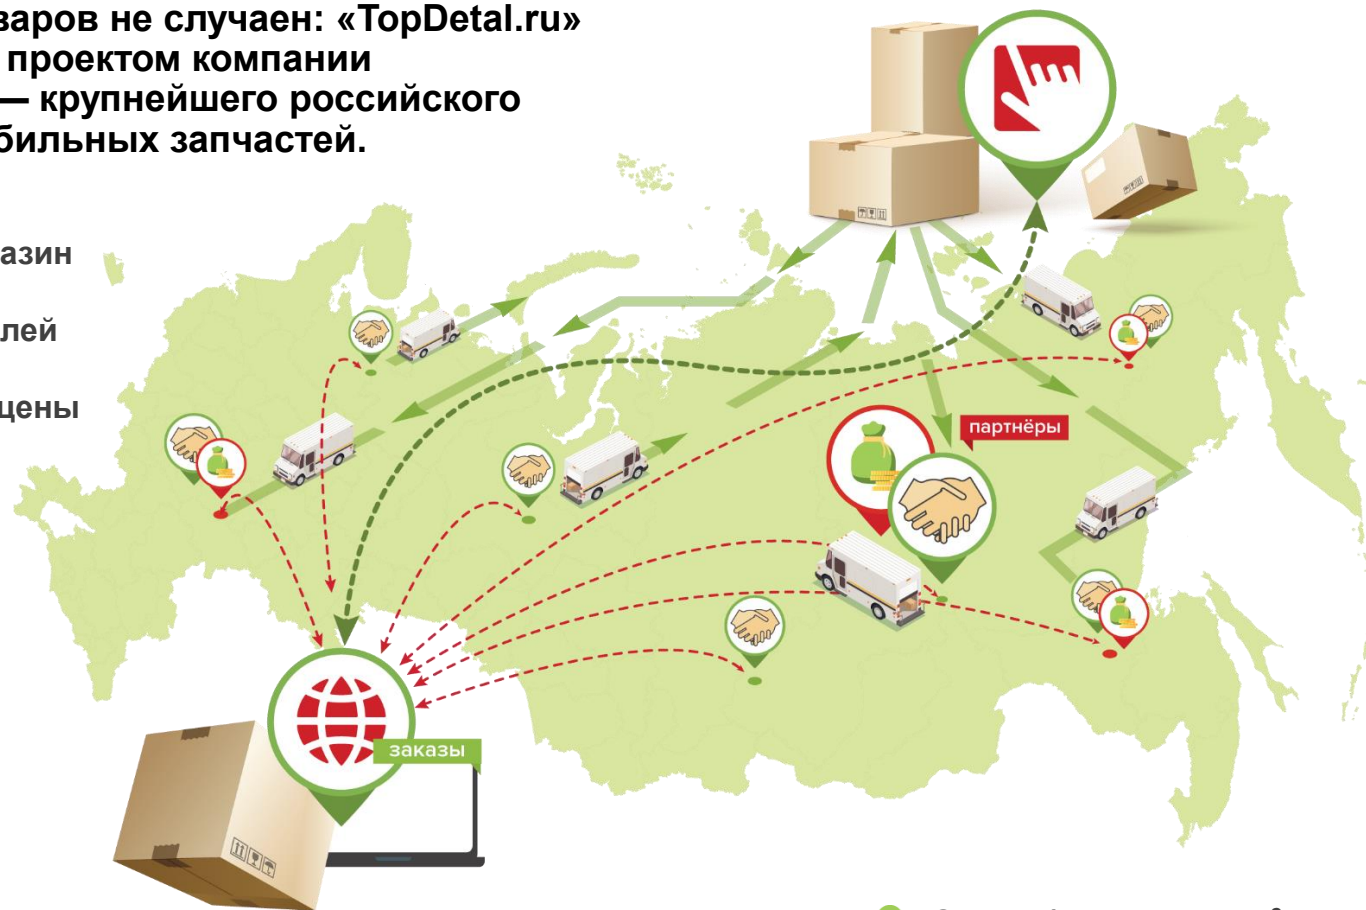 варов не случаен: «TopDetal.ru»
проектом компании
— крупнейшего российского
бильных запчастей.
азин
лей
цены
партнёры
заказы